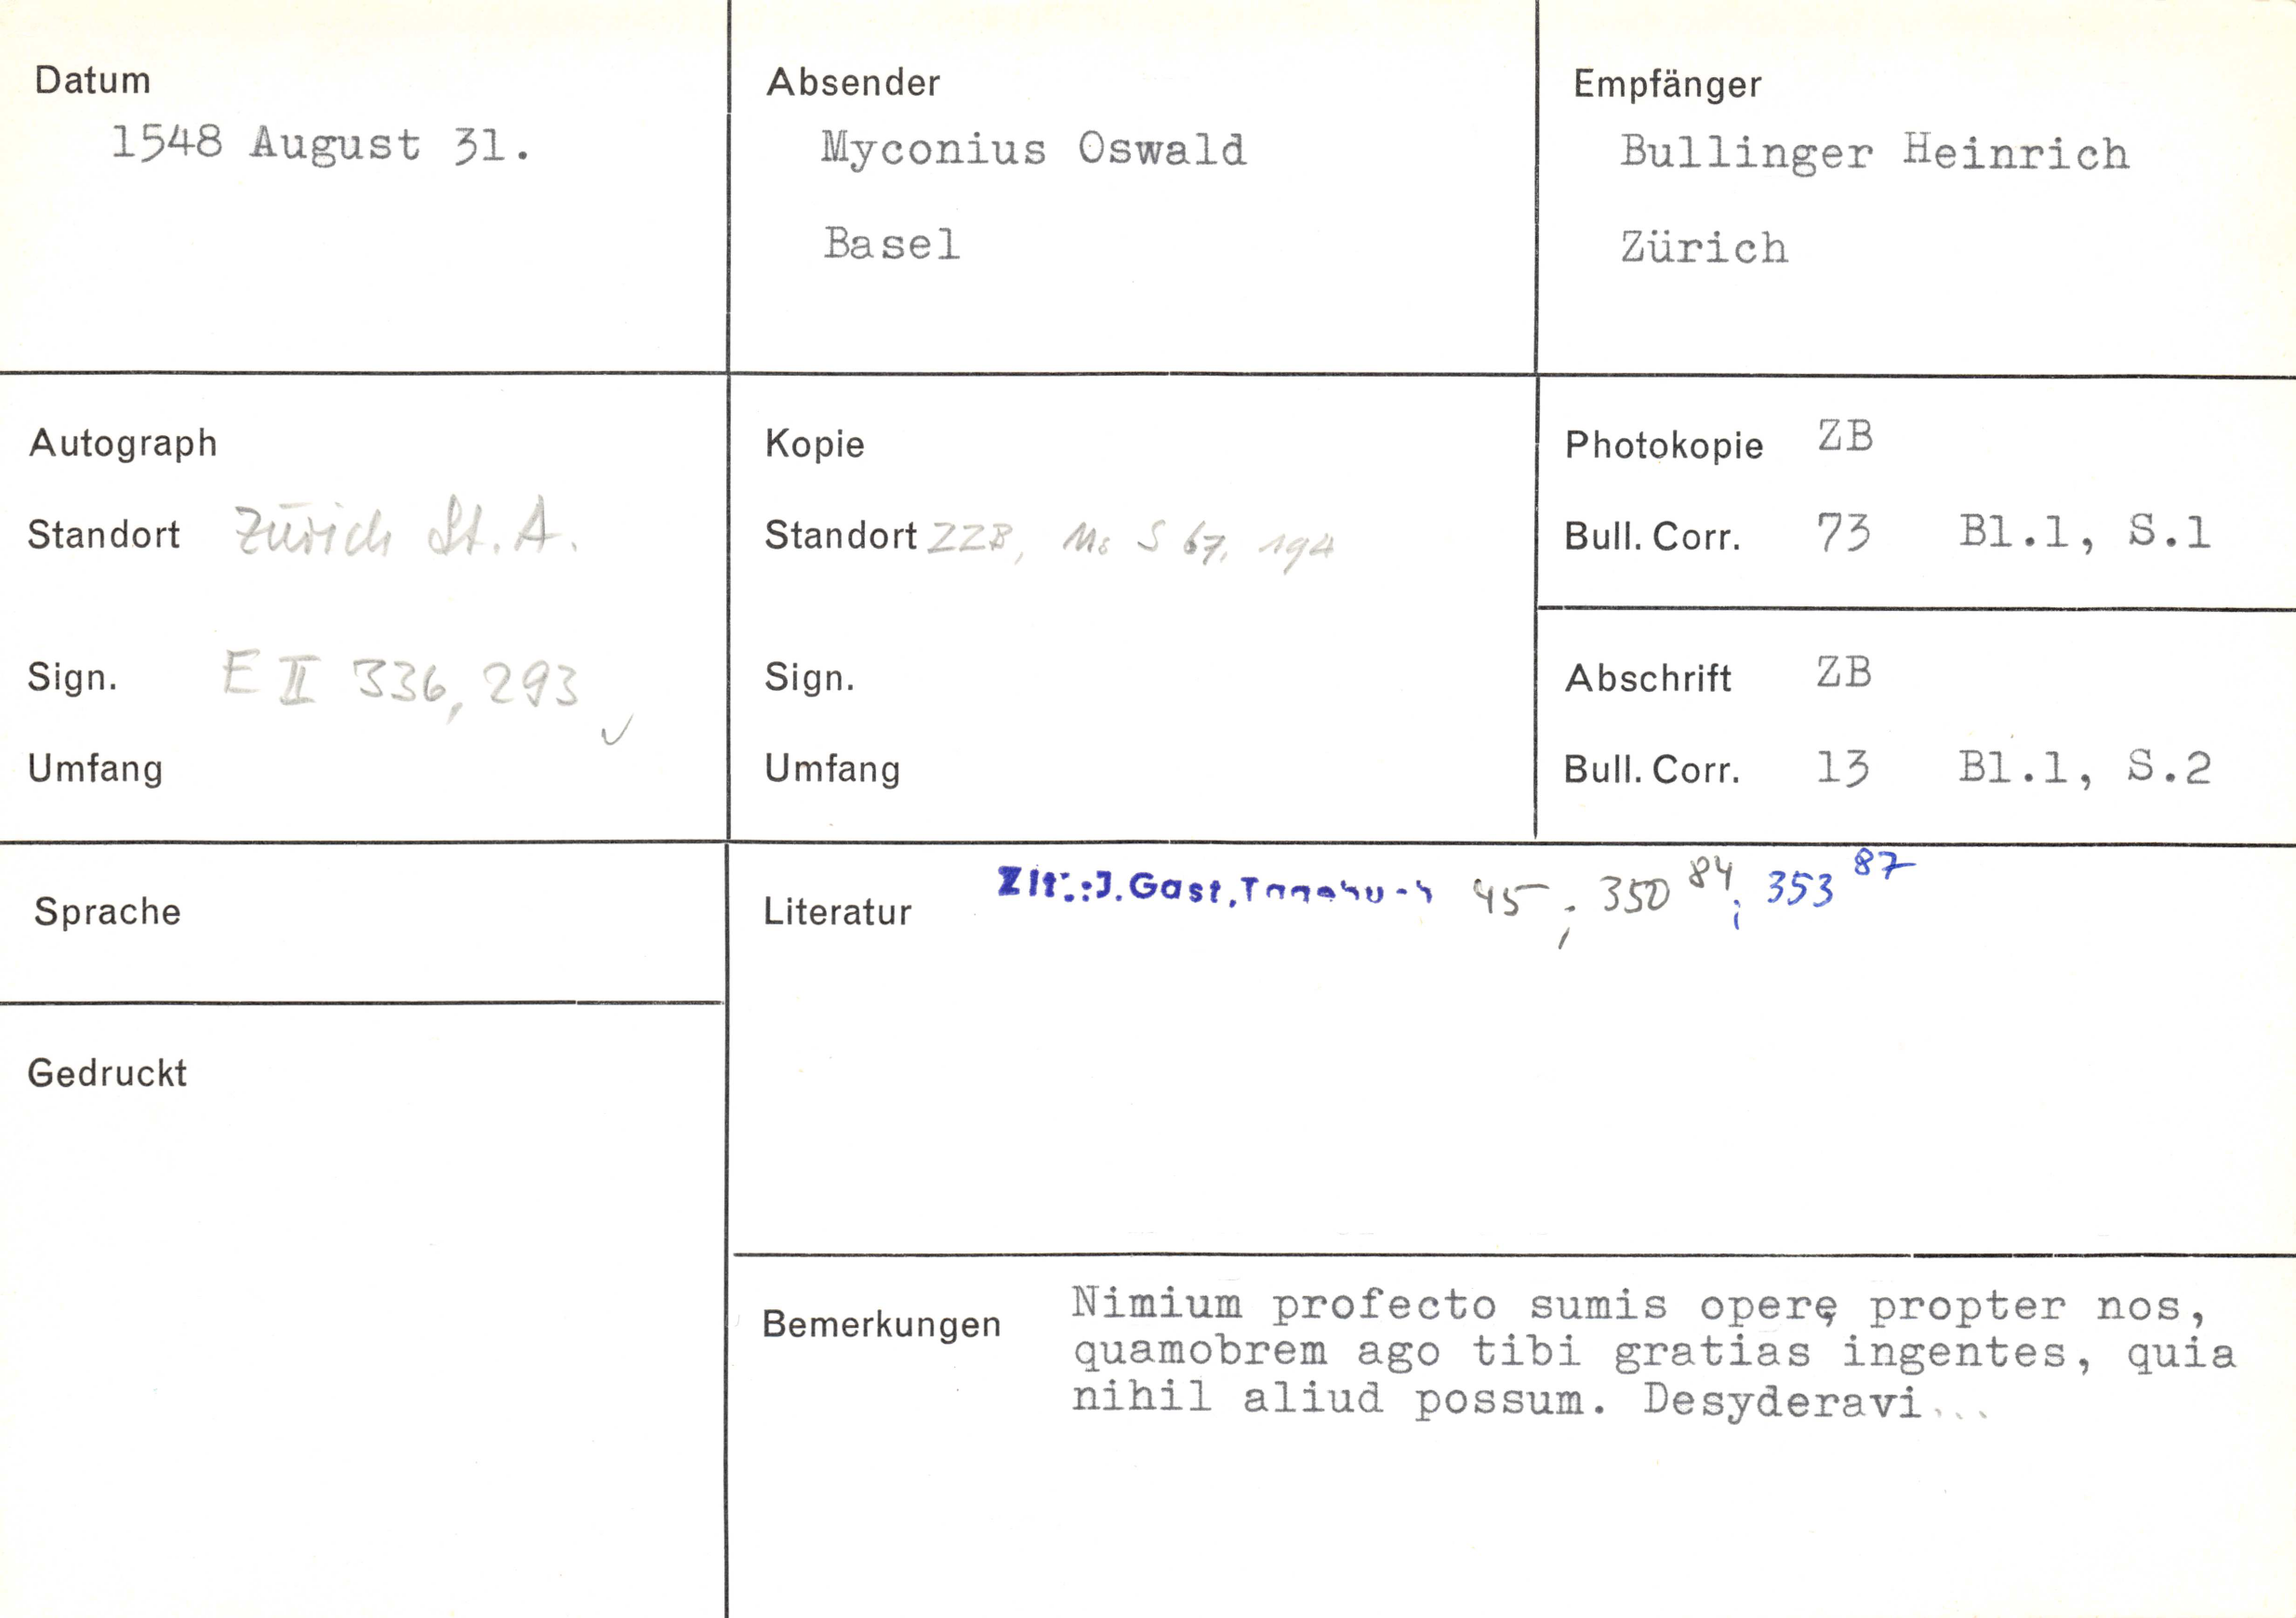 Datum
1548 August 31.
Absender
Myconius Oswald
Basel
Empfänger
Bullinger Heinrich
Zürich
Autograph
Standort Zürich St. A.
Sign. E II 336, 293 ✓
Umfang
Kopie
Standort ZZB, Ms S 67, 194
Sign.
Umfang
Photokopie ZB
Bull. Corr. 73 Bl.1, S.1
Abschrift ZB
Bull. Corr. 13 Bl.1, S.2
Sprache
Gedruckt
Literatur Zit.: J. Gast, Tagebuch 45; 350 84; 353 87
Bemerkungen Nimium profecto sumis operę propter nos,
quamobrem ago tibi gratias ingentes, quia
nihil aliud possum. Desyderavi...